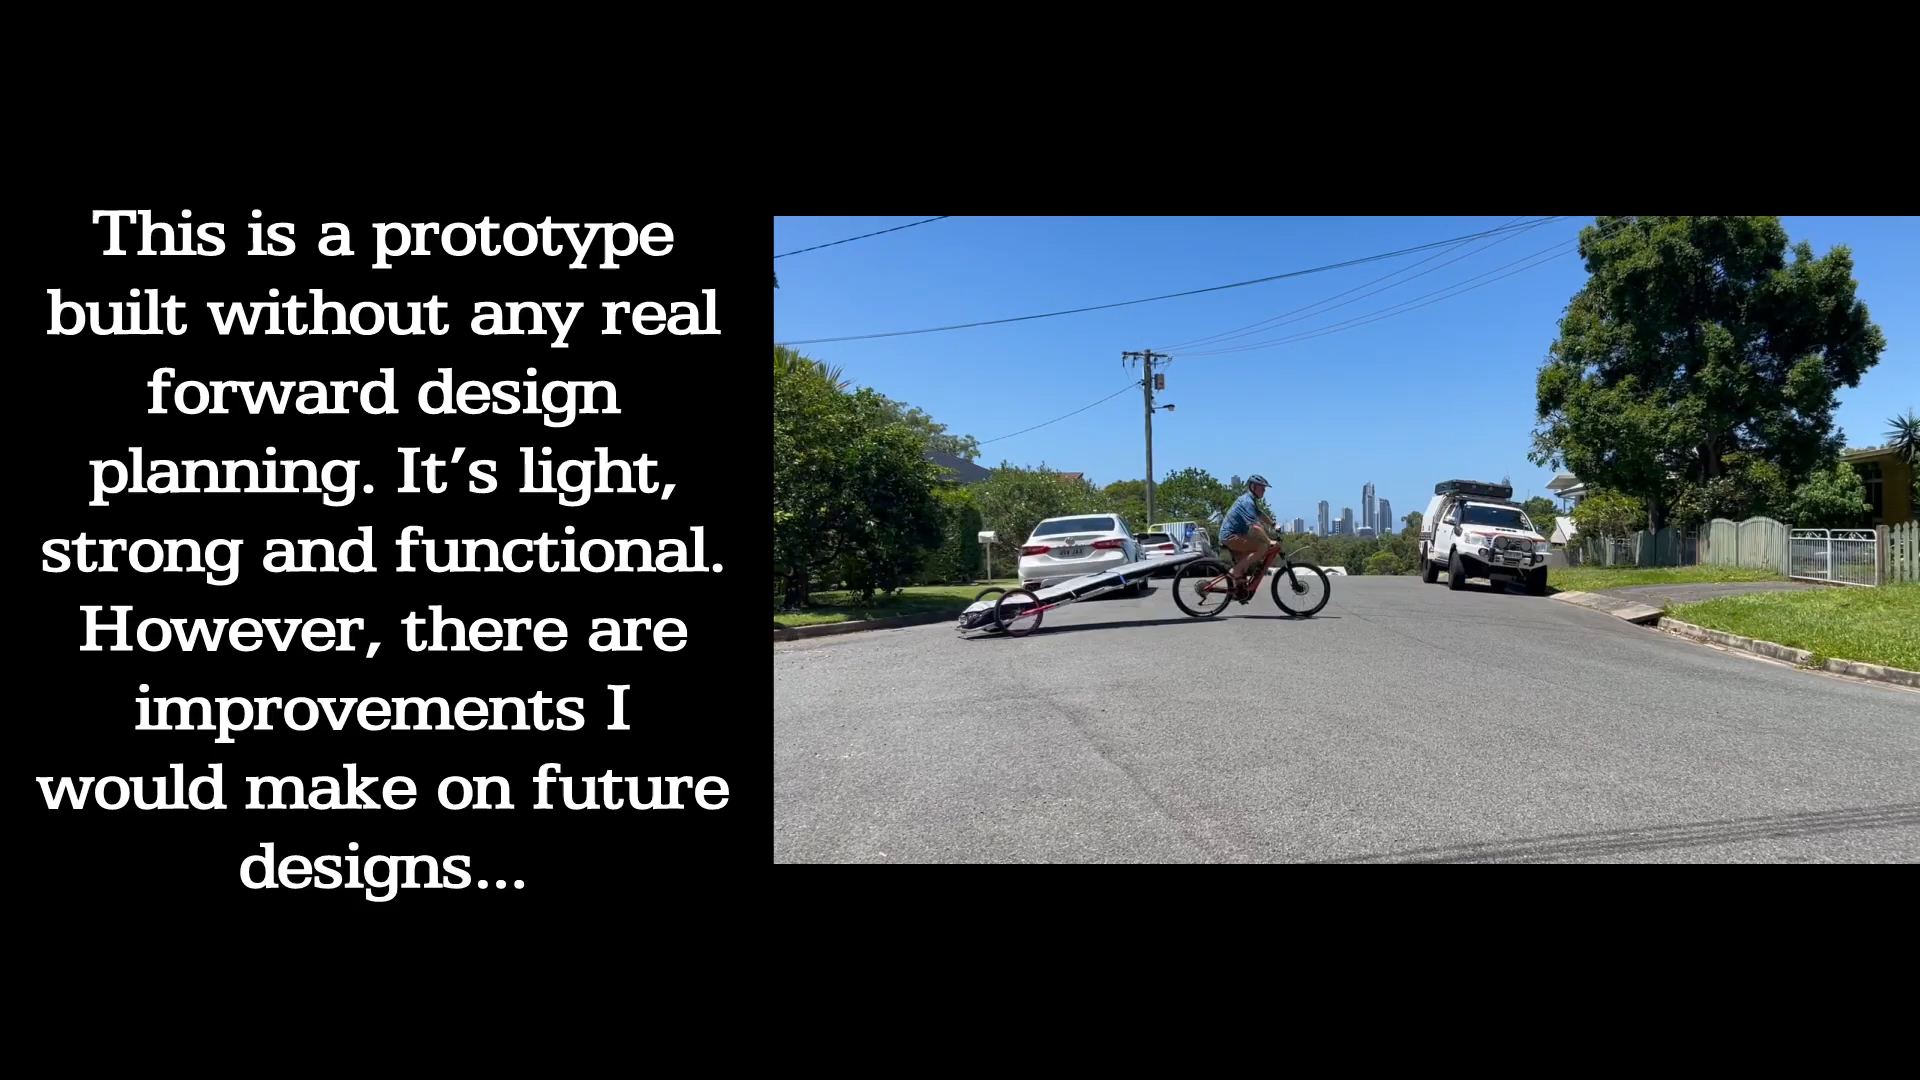 This is a prototype
built without any real
forward design
planning. It’s light,
strong and functional.
However, there are
improvements I
would make on future
designs...